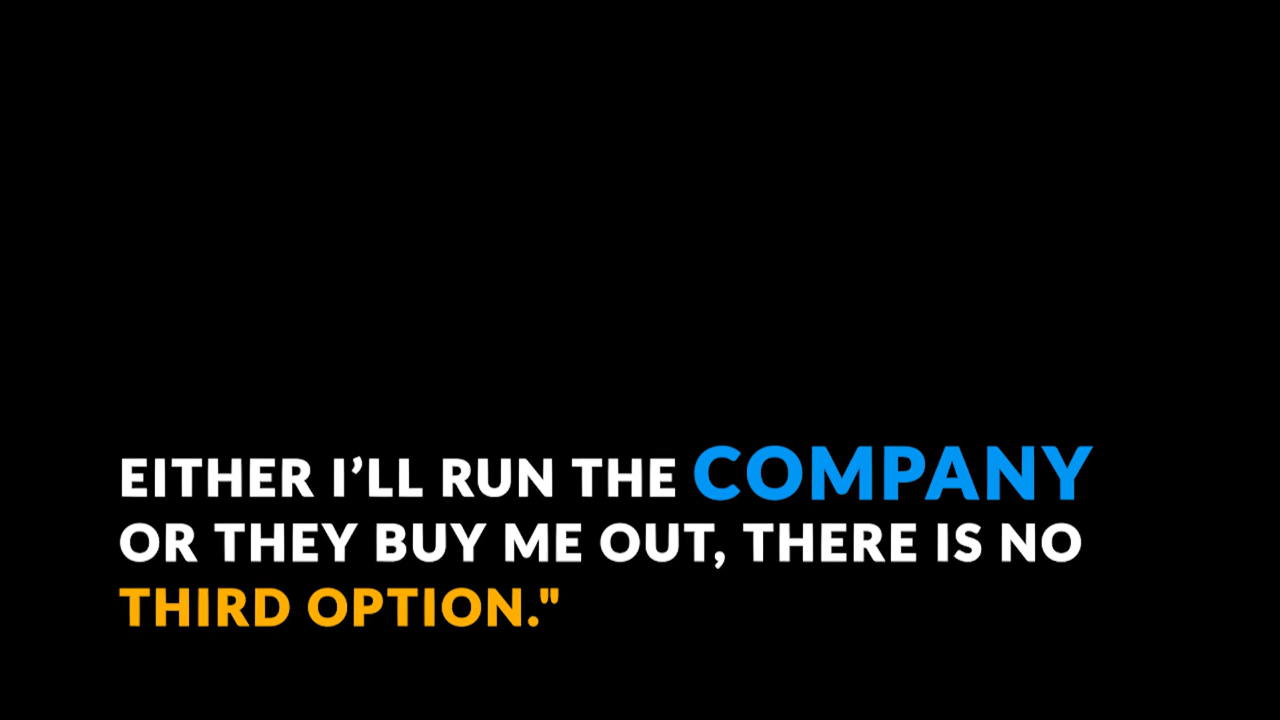 EITHER I’LL RUN THE COMPANY
OR THEY BUY ME OUT, THERE IS NO
THIRD OPTION."